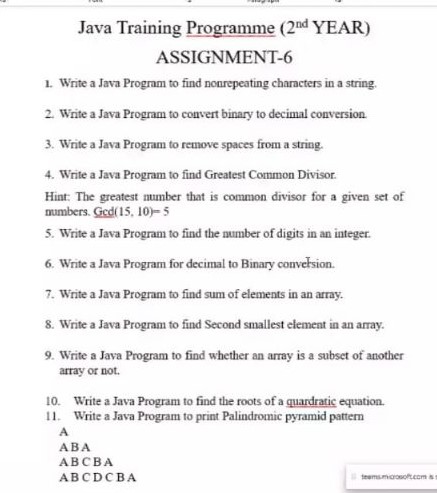 Java Training Programme (2nd YEAR)
ASSIGNMENT-6
1. Write a Java Program to find nonrepeating characters in a string.
2. Write a Java Program to convert binary to decimal conversion.
3. Write a Java Program to remove spaces from a string.
4. Write a Java Program to find Greatest Common Divisor.
Hint: The greatest number that is common divisor for a given set of
numbers. Gcd(15, 10)= 5
5. Write a Java Program to find the number of digits in an integer.
6. Write a Java Program for decimal to Binary conversion.
7. Write a Java Program to find sum of elements in an array.
8. Write a Java Program to find Second smallest element in an array.
9. Write a Java Program to find whether an array is a subset of another
array or not.
10. Write a Java Program to find the roots of a quardratic equation.
11. Write a Java Program to print Palindromic pyramid pattern
A
A B A
A B C B A
A B C D C B A
teams.microsoft.com is